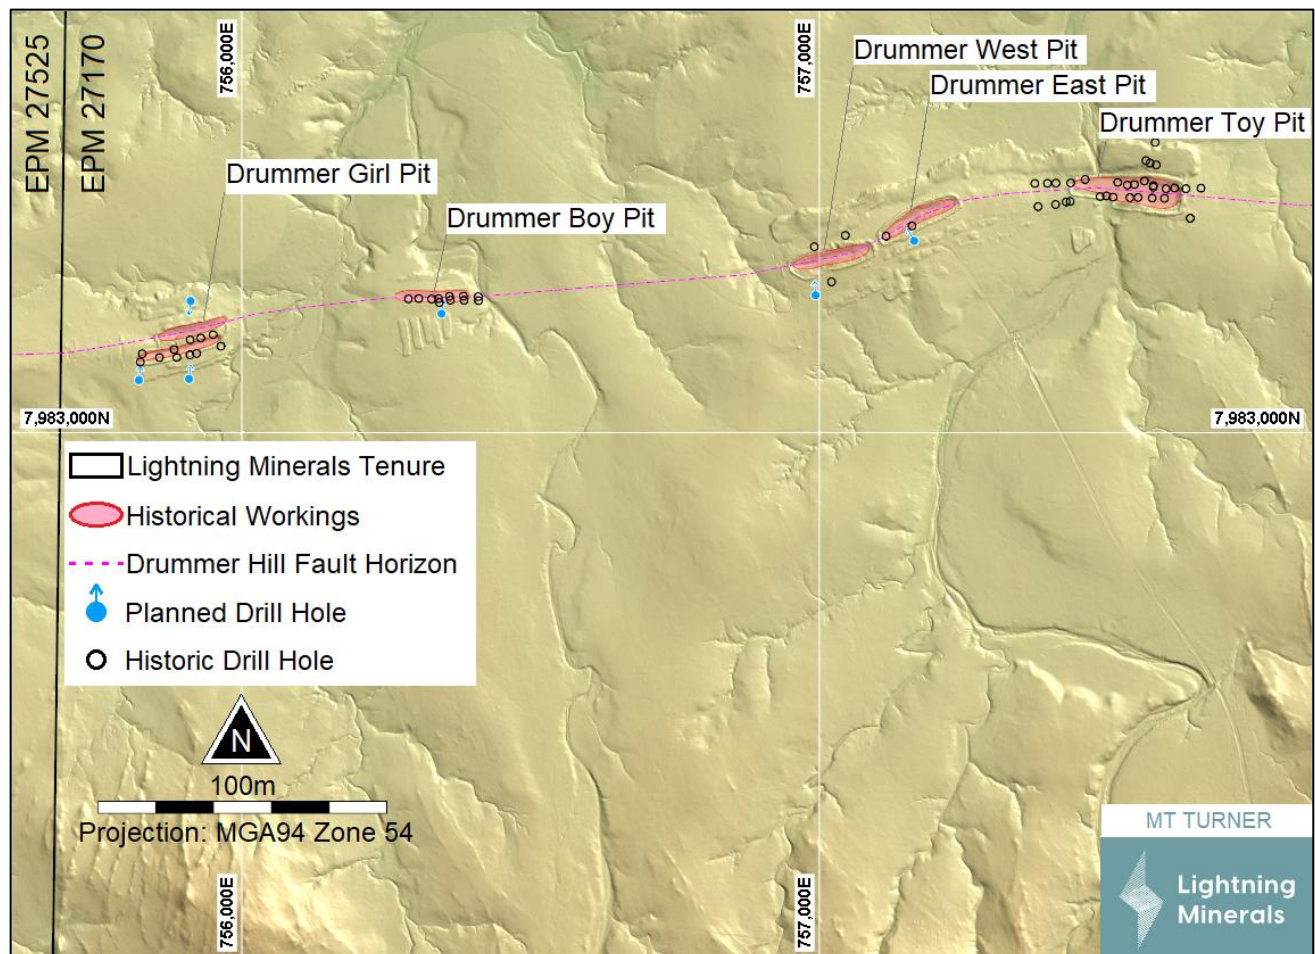 EPM 27525
EPM 27170
756,000E
757,000E
Drummer West Pit
Drummer East Pit
Drummer Toy Pit
Drummer Girl Pit
Drummer Boy Pit
7,983,000N
7,983,000N
Lightning Minerals Tenure
Historical Workings
Drummer Hill Fault Horizon
Planned Drill Hole
Historic Drill Hole
N
100m
Projection: MGA94 Zone 54
756,000E
757,000E
MT TURNER
Lightning
Minerals